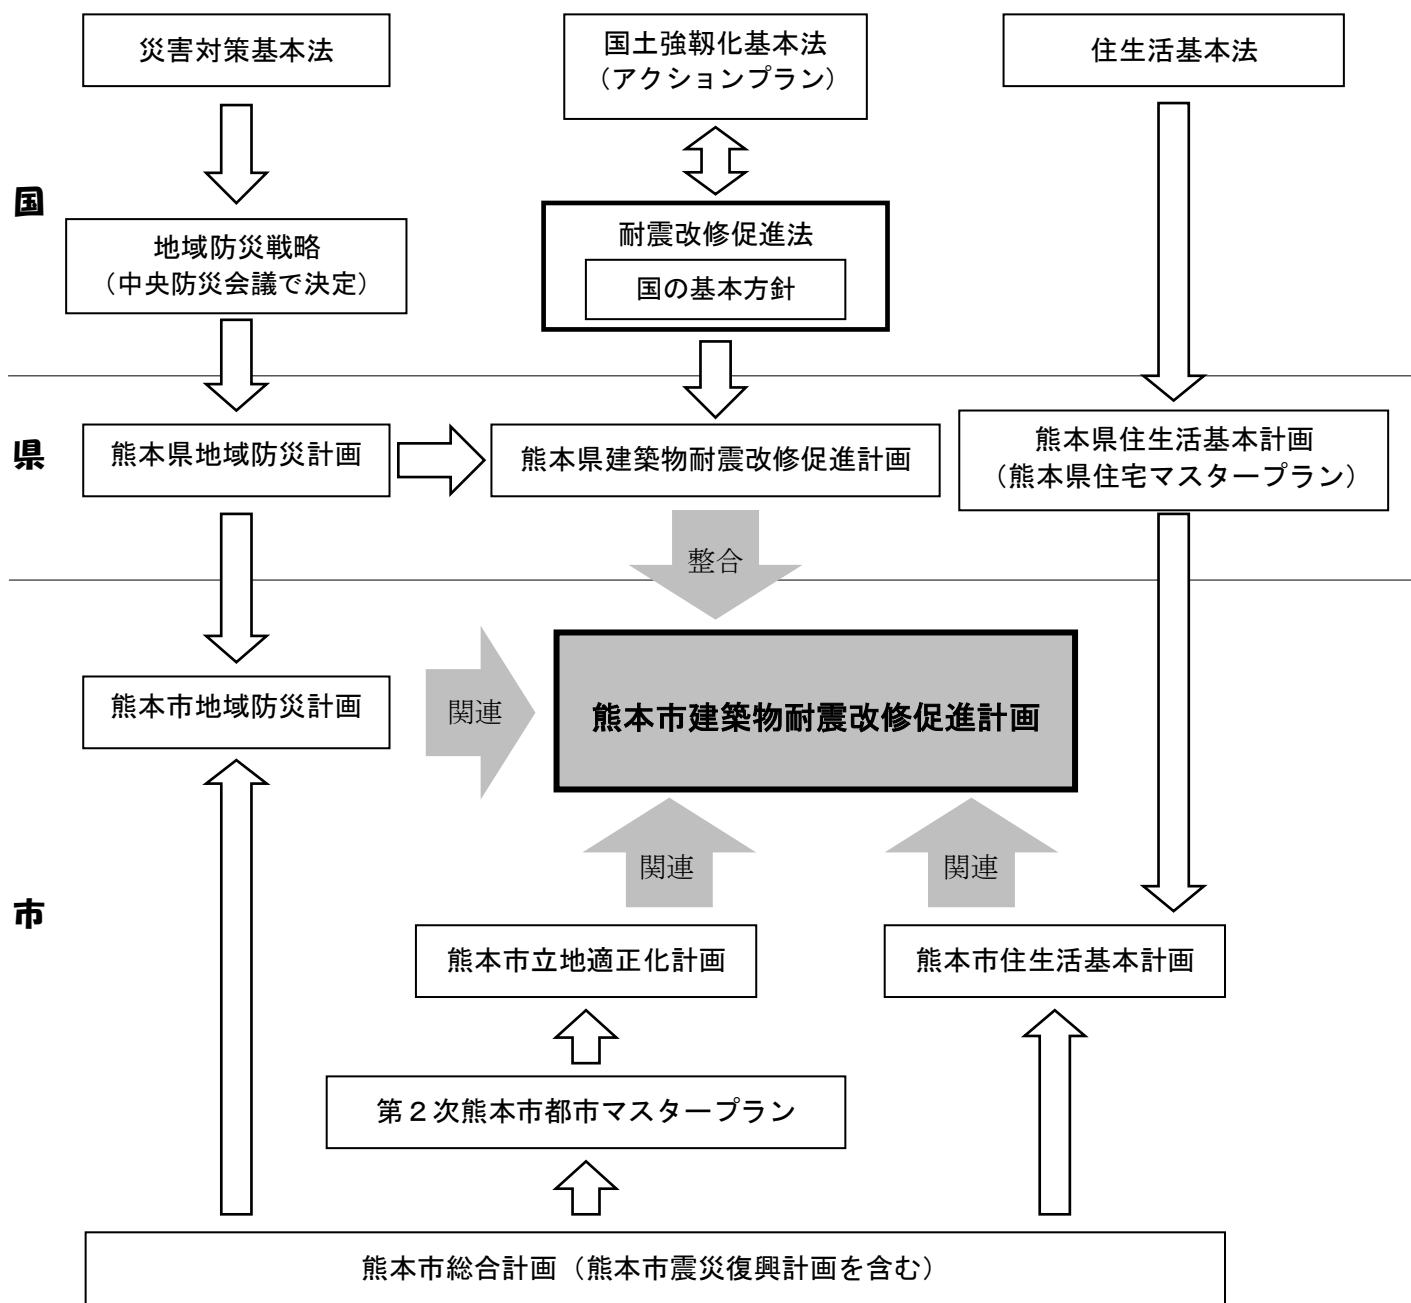 災害対策基本法
国土強靱化基本法
（アクションプラン）
住生活基本法
国
地域防災戦略
（中央防災会議で決定）
耐震改修促進法
国の基本方針
県
熊本県地域防災計画
熊本県建築物耐震改修促進計画
熊本県住生活基本計画
（熊本県住宅マスタープラン）
整合
熊本市地域防災計画
関連
熊本市建築物耐震改修促進計画
関連
関連
市
熊本市立地適正化計画
熊本市住生活基本計画
第２次熊本市都市マスタープラン
熊本市総合計画（熊本市震災復興計画を含む）